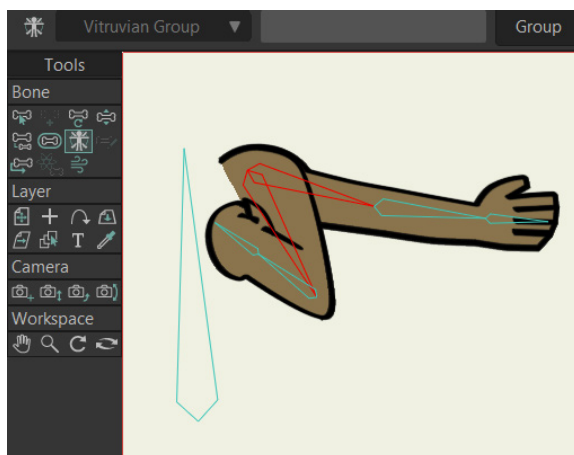 Vitruvian Group ▼ Group
Tools
Bone
Layer
T
Camera
Workspace